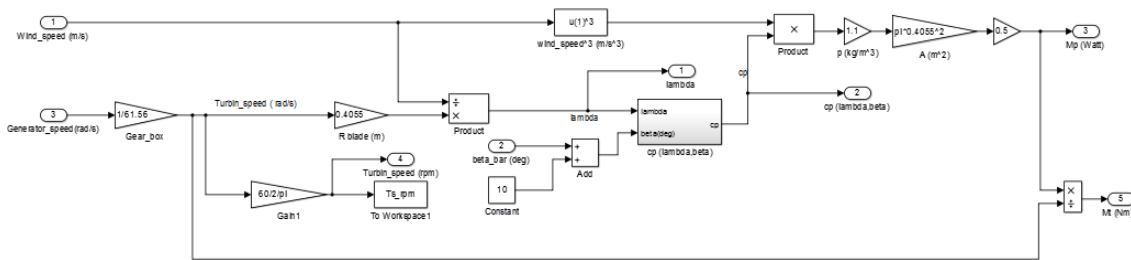 1
Wind_speed (m/s)
u(1)^3
wind_speed^3 (m/s^3)
×
Product
1.1
p (kg/m^3)
pi*0.4055^2
A (m^2)
0.5
3
Mp (Watt)
cp
1
lambda
2
cp (lambda,beta)
3
Generator_speed(rad/s)
1/61.56
Gear_box
Turbin_speed ( rad/s)
0.4055
R blade (m)
÷
×
Product
lambda
lambda
beta(deg)
cp
cp (lambda,beta)
2
beta_bar (deg)
+
+
Add
10
Constant
4
Turbin_speed (rpm)
60/2/pi
Gain1
Ts_rpm
To Workspace1
×
÷
5
Mt (Nm)